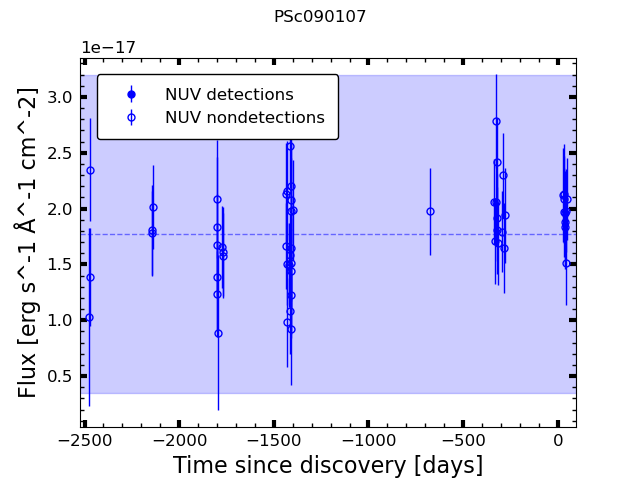 PSc090107
1e−17
NUV detections
NUV nondetections
3.0
2.5
2.0
1.5
1.0
0.5
Flux [erg s^-1 Å^-1 cm^-2]
−2500 −2000 −1500 −1000 −500 0
Time since discovery [days]